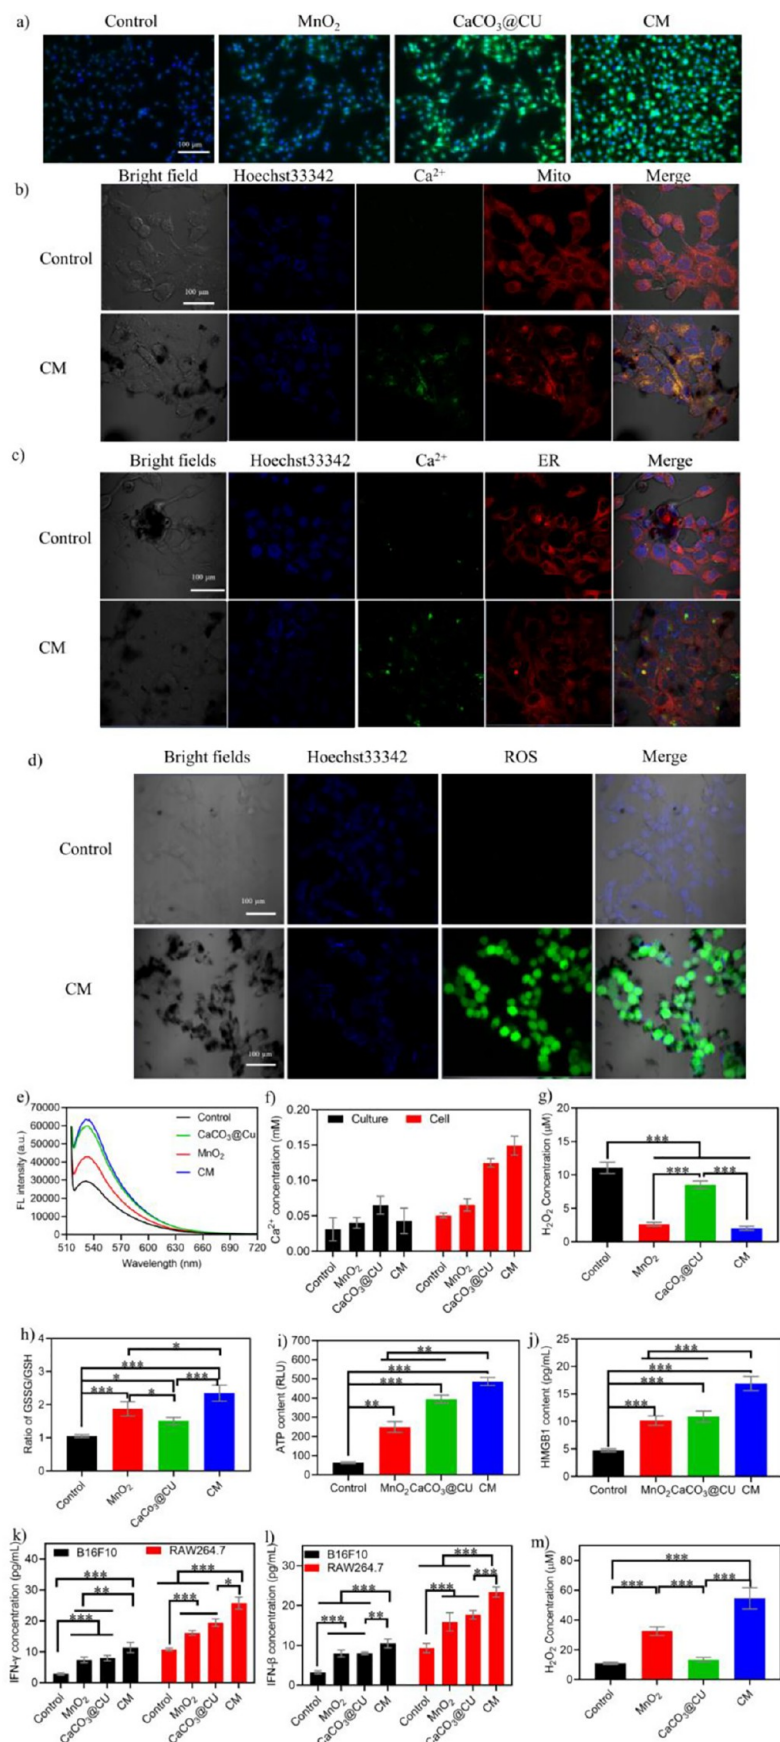 a)
Control MnO₂ CaCO₃@CU CM
100 μm
b)
Bright field Hoechst33342 Ca²⁺ Mito Merge
Control
100 μm
CM
c)
Bright fields Hoechst33342 Ca²⁺ ER Merge
Control
100 μm
CM
d)
Bright fields Hoechst33342 ROS Merge
Control
100 μm
CM
100 μm
e)
FL intensity (a.u.)
70000
60000
50000
40000
30000
20000
10000
0
510 540 570 600 630 660 690 720
Wavelength (nm)
Control
CaCO₃@Cu
MnO₂
CM
f)
Ca²⁺ concentration (mM)
0.20
0.15
0.10
0.05
0.00
Culture Cell
Control MnO₂ CaCO₃@CU CM Control MnO₂ CaCO₃@CU CM
g)
H₂O₂ Concentration (μM)
20
15
10
5
0
***
*** ***
Control MnO₂ CaCO₃@CU CM
h)
Ratio of GSSG/GSH
4
3
2
1
0
*
***
* ***
*** *
Control MnO₂ CaCo₃@CU CM
i)
ATP content (RLU)
700
600
500
400
300
200
100
0
**
***
***
**
Control MnO₂ CaCO₃@CU CM
j)
HMGB1 content (pg/mL)
25
20
15
10
5
0
***
***
***
***
Control MnO₂ CaCO₃@CU CM
k)
IFN-γ concentration (pg/mL)
40
30
20
10
0
B16F10 RAW264.7
***
**
***
***
*** *
Control MnO₂ CaCO₃@CU CM Control MnO₂ CaCO₃@CU CM
l)
IFN-β concentration (pg/mL)
30
20
10
0
B16F10
RAW264.7
***
*** **
***
*** ***
Control MnO₂ CaCO₃@CU CM Control MnO₂ CaCO₃@CU CM
m)
H₂O₂ Concentration (μM)
80
60
40
20
0
***
*** *** ***
Control MnO₂ CaCO₃@CU CM